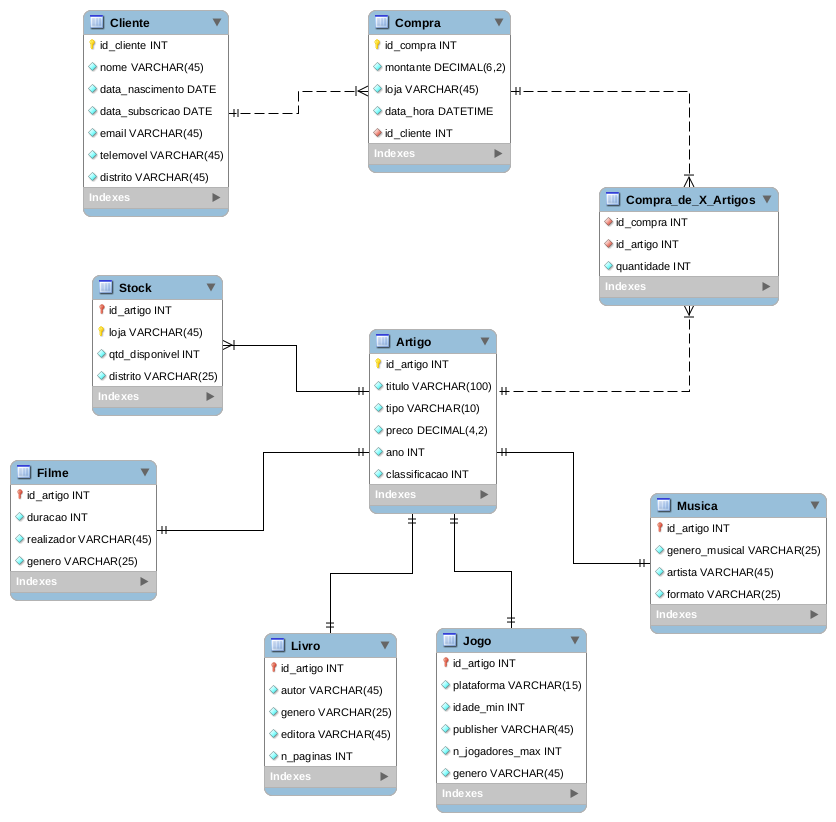 Cliente
id_cliente INT
nome VARCHAR(45)
data_nascimento DATE
data_subscricao DATE
email VARCHAR(45)
telemovel VARCHAR(45)
distrito VARCHAR(45)
Indexes
Compra
id_compra INT
montante DECIMAL(6,2)
loja VARCHAR(45)
data_hora DATETIME
id_cliente INT
Indexes
Compra_de_X_Artigos
id_compra INT
id_artigo INT
quantidade INT
Indexes
Stock
id_artigo INT
loja VARCHAR(45)
qtd_disponivel INT
distrito VARCHAR(25)
Indexes
Artigo
id_artigo INT
titulo VARCHAR(100)
tipo VARCHAR(10)
preco DECIMAL(4,2)
ano INT
classificacao INT
Indexes
Filme
id_artigo INT
duracao INT
realizador VARCHAR(45)
genero VARCHAR(25)
Indexes
Musica
id_artigo INT
genero_musical VARCHAR(25)
artista VARCHAR(45)
formato VARCHAR(25)
Indexes
Livro
id_artigo INT
autor VARCHAR(45)
genero VARCHAR(25)
editora VARCHAR(45)
n_paginas INT
Indexes
Jogo
id_artigo INT
plataforma VARCHAR(15)
idade_min INT
publisher VARCHAR(45)
n_jogadores_max INT
genero VARCHAR(45)
Indexes